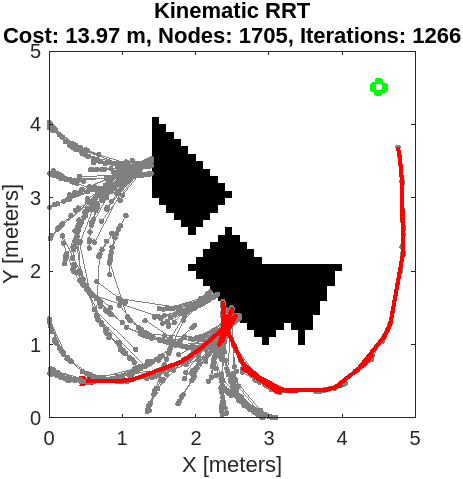 Kinematic RRT
Cost: 13.97 m, Nodes: 1705, Iterations: 1266
5
4
3
2
1
0
Y [meters]
0 1 2 3 4 5
X [meters]